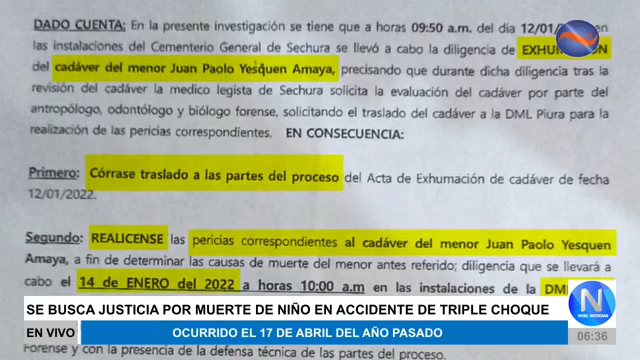 DADO CUENTA: En la presente investigación se tiene que a horas 09:50 a.m. del día 12/01/ en
las instalaciones del Cementerio General de Sechura se llevó a cabo la diligencia de
del cadáver del menor Juan Paolo Yesquen Amaya, precisando que durante dicha diligencia tras la
revisión del cadáver la medico legista de Sechura solicita la evaluación del cadáver por parte del
antropólogo, odontólogo y biólogo forense, solicitando el traslado del cadáver a la DML Piura para la
realización de las pericias correspondientes. EN CONSECUENCIA:
Primero: Córrase traslado a las partes del proceso del Acta de Exhumación de cadáver de fecha
12/01/2022.
Segundo: REALICENSE las pericias correspondientes al cadáver del menor Juan Paolo Yesquen
Amaya, a fin de determinar las causas de muerte del menor antes referido; diligencia que se llevará a
cabo el 14 de ENERO del 2022 a horas 10:00 a.m en las instalaciones de la
SE BUSCA JUSTICIA POR MUERTE DE NIÑO EN ACCIDENTE DE TRIPLE CHOQUE
EN VIVO OCURRIDO EL 17 DE ABRIL DEL AÑO PASADO
N
NOEL NOTICIAS
06:36
Forense y con la presencia de la defensa técnica de las partes del proceso.